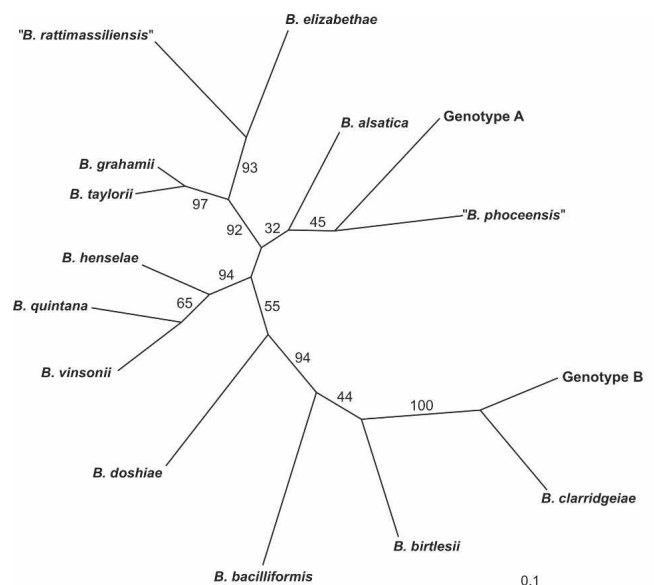 B. elizabethae
"B. rattimassiliensis"
Genotype A
B. alsatica
B. grahamii
93
B. taylorii
97
"B. phoceensis"
45
92
32
B. henselae
94
65
B. quintana
55
B. vinsonii
94
Genotype B
44
100
B. doshiae
B. clarridgeiae
B. birtlesii
B. bacilliformis
0.1